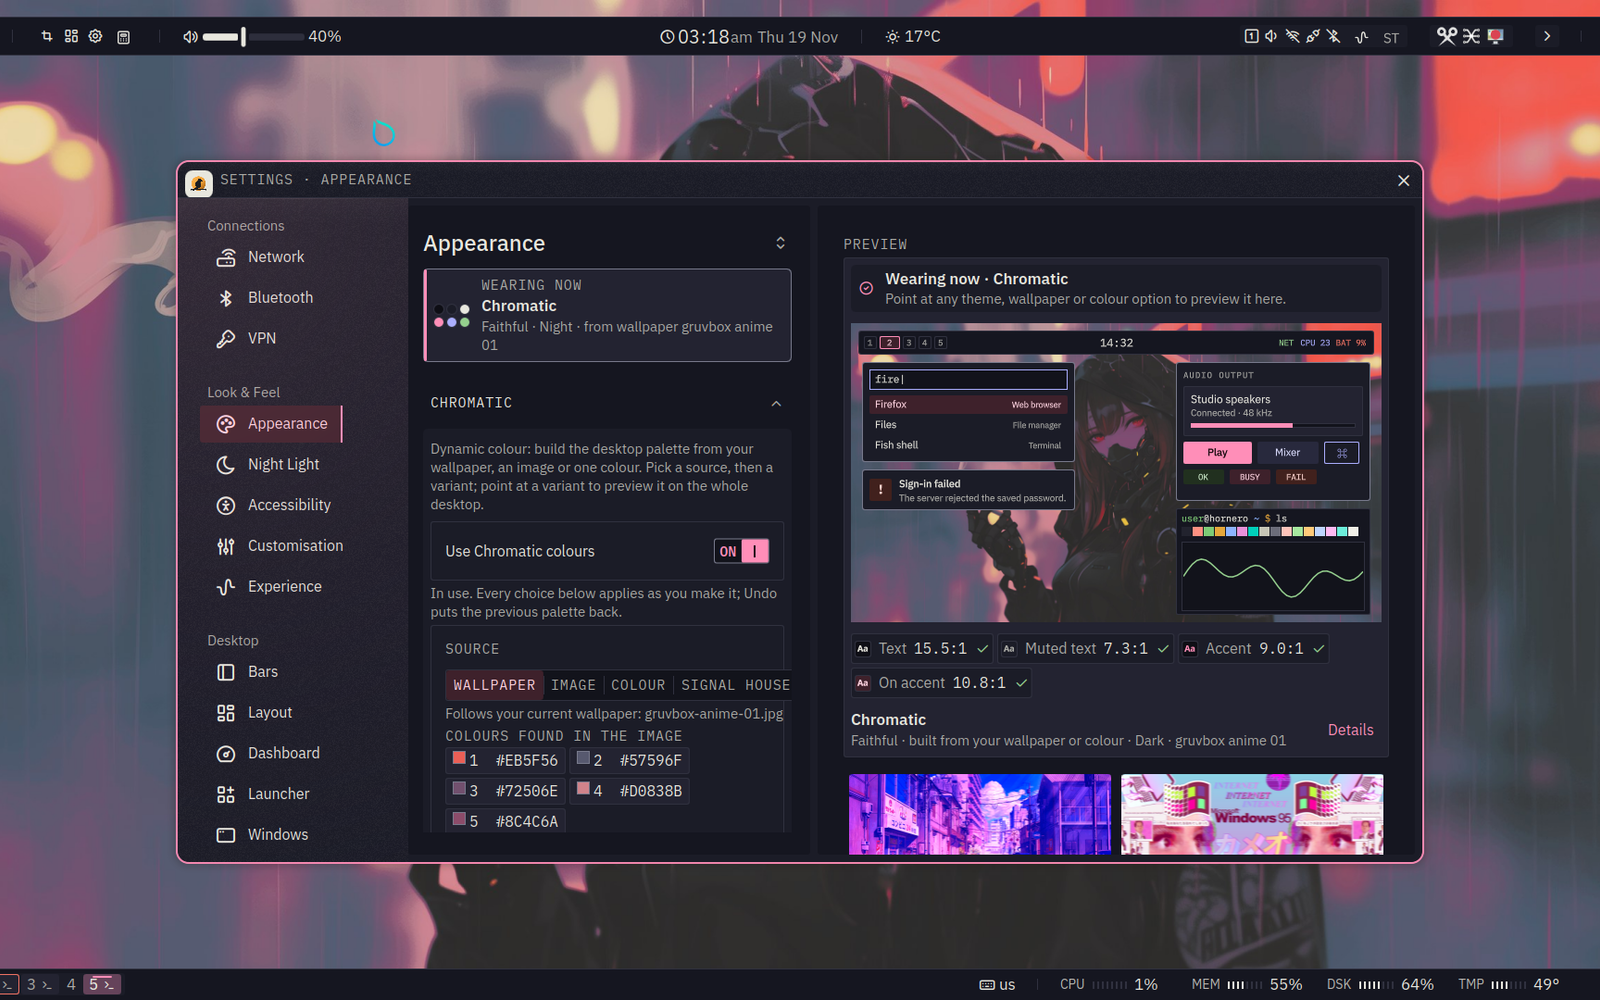 40%
03:18am Thu 19 Nov
17°C
1
ST
SETTINGS · APPEARANCE
Connections
Network
Bluetooth
VPN
Look & Feel
Appearance
Night Light
Accessibility
Customisation
Experience
Desktop
Bars
Layout
Dashboard
Launcher
Windows
Appearance
WEARING NOW
Chromatic
Faithful · Night · from wallpaper gruvbox anime
01
CHROMATIC
Dynamic colour: build the desktop palette from your
wallpaper, an image or one colour. Pick a source, then a
variant; point at a variant to preview it on the whole
desktop.
Use Chromatic colours
ON
In use. Every choice below applies as you make it; Undo
puts the previous palette back.
SOURCE
WALLPAPER IMAGE COLOUR SIGNAL HOUSE
Follows your current wallpaper: gruvbox-anime-01.jpg
COLOURS FOUND IN THE IMAGE
1 #EB5F56 2 #57596F
3 #72506E 4 #D0838B
5 #8C4C6A
PREVIEW
Wearing now · Chromatic
Point at any theme, wallpaper or colour option to preview it here.
1 2 3 4 5 14:32 NET CPU 23 BAT 9%
fire
Firefox Web browser
Files File manager
Fish shell Terminal
! Sign-in failed
The server rejected the saved password.
AUDIO OUTPUT
Studio speakers
Connected · 48 kHz
Play Mixer ⌘
OK BUSY FAIL
user@hornero ~ $ ls
Aa Text 15.5:1 Aa Muted text 7.3:1 Aa Accent 9.0:1
Aa On accent 10.8:1
Chromatic
Faithful · built from your wallpaper or colour · Dark · gruvbox anime 01
Details
INTERNET
INTERNET
INTERNET
Windows 95
カメオ
3 4 5
us CPU 1% MEM 55% DSK 64% TMP 49°